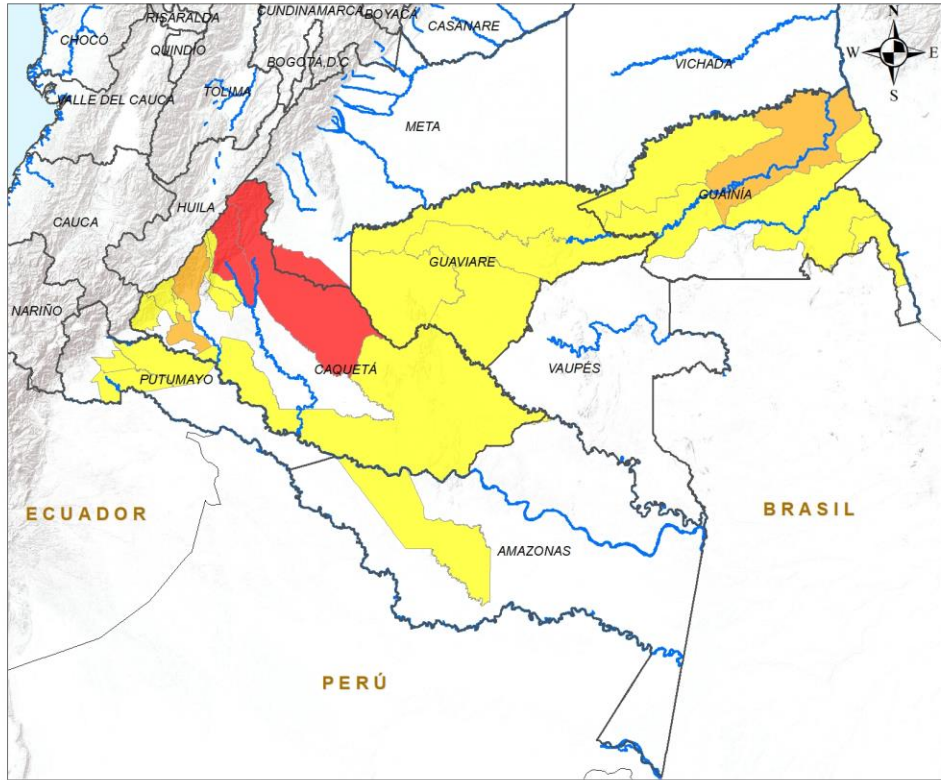 CUNDINAMARCA
BOYACÁ
RISARALDA
CASANARE
N
CHOCÓ
QUINDIO
BOGOTÁ,D.C
W
E
VICHADA
S
VALLE DEL CAUCA
TOLIMA
META
HUILA
GUAINÍA
CAUCA
GUAVIARE
NARIÑO
CAQUETÁ
VAUPÉS
PUTUMAYO
ECUADOR
BRASIL
AMAZONAS
PERÚ